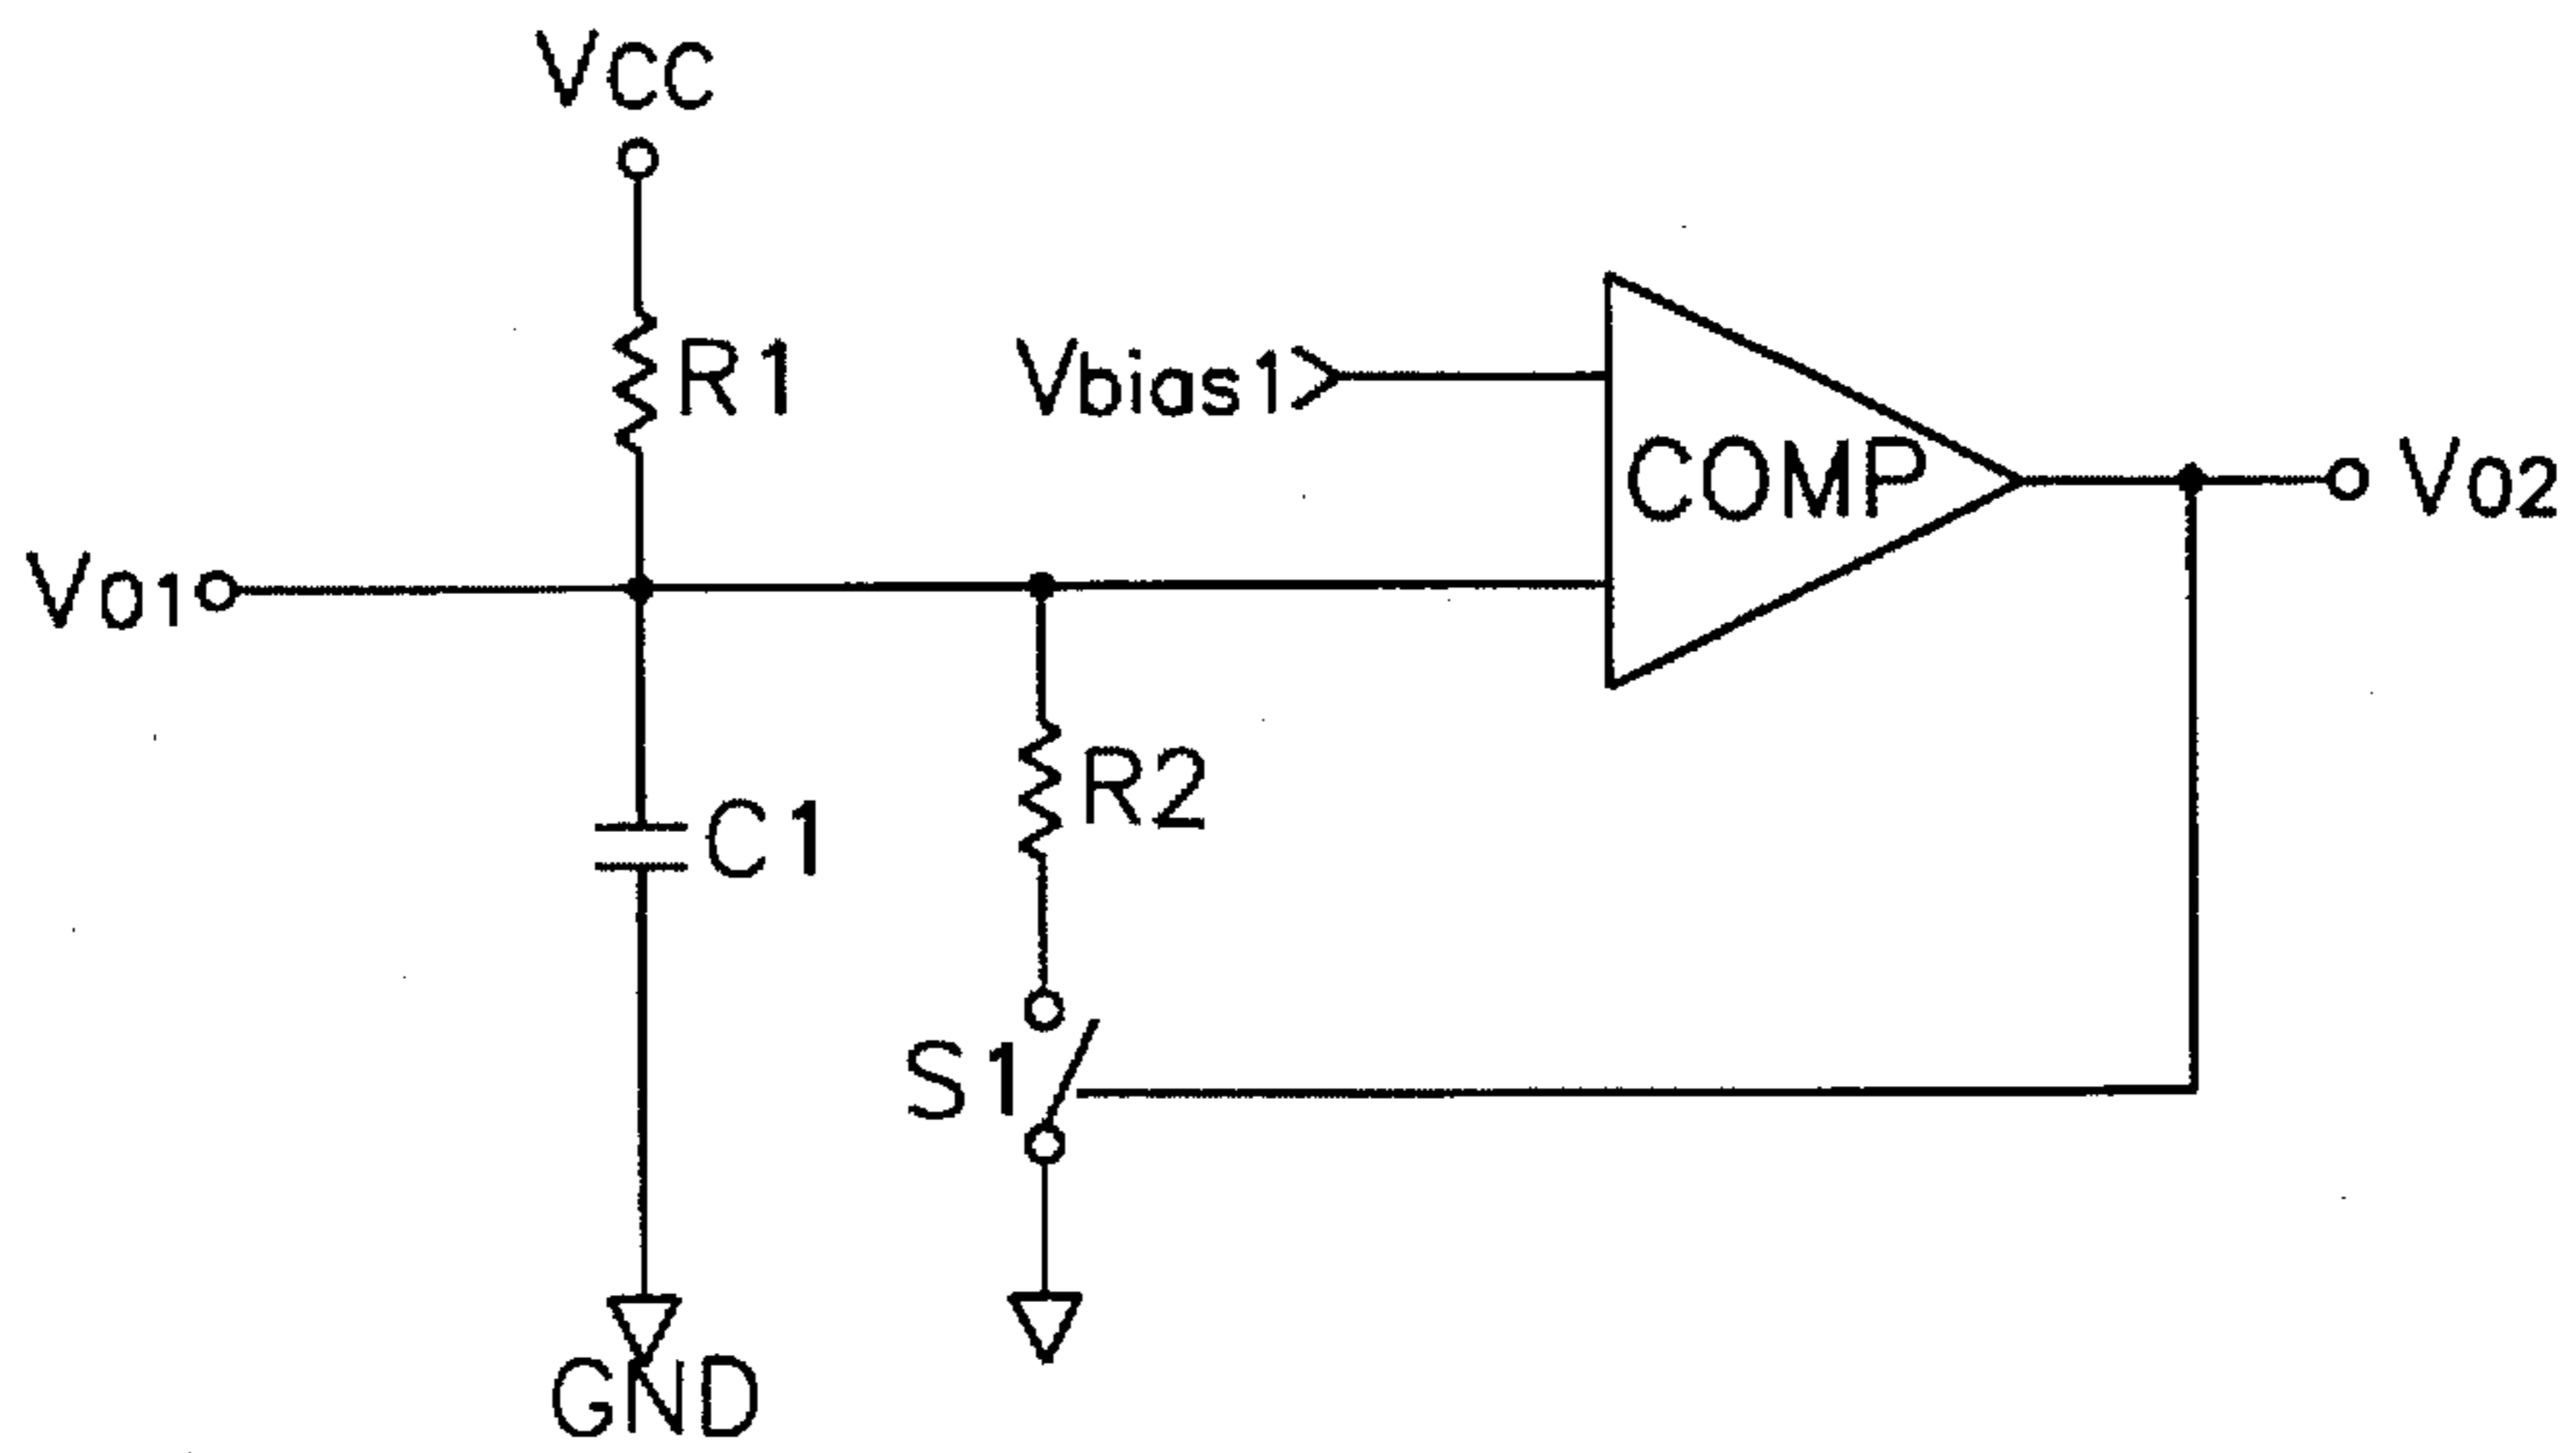 Vcc
R1
Vbias1
COMP
Vo2
Vo1
R2
C1
S1
GND